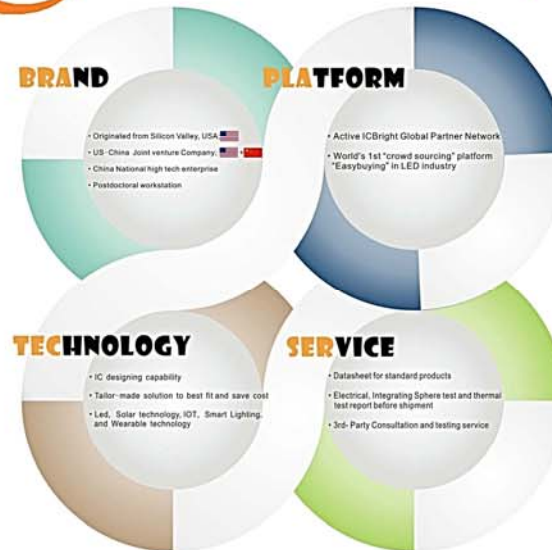 BRAND
• Originated from Silicon Valley, USA
• US-China Joint venture Company,
• China National high tech enterprise
• Postdoctoral workstation
PLATFORM
• Active ICBright Global Partner Network
• World's 1st "crowd sourcing" platform
"Easybuying" in LED industry
TECHNOLOGY
• IC designing capability
• Tailor-made solution to best fit and save cost
• Led, Solar technology, IOT, Smart Lighting,
and Wearable technology
SERVICE
• Datasheet for standard products
• Electrical, Integrating Sphere test and thermal
test report before shipment
• 3rd- Party Consultation and testing service